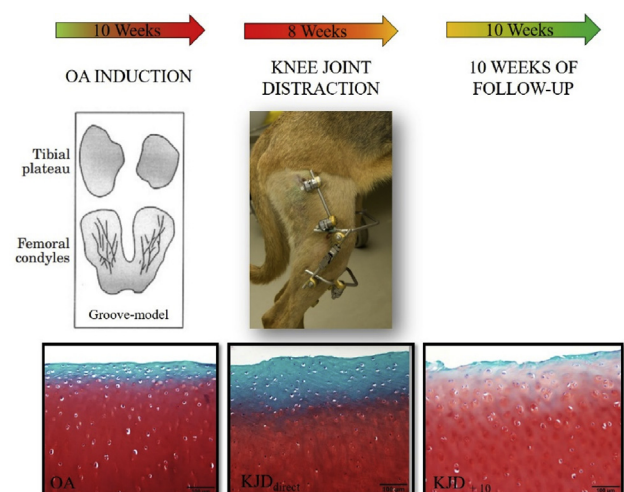 10 Weeks
8 Weeks
10 Weeks
OA INDUCTION
KNEE JOINT
DISTRACTION
10 WEEKS OF
FOLLOW-UP
Tibial
plateau
Femoral
condyles
Groove-model
OA
KJD direct
KJD + 10